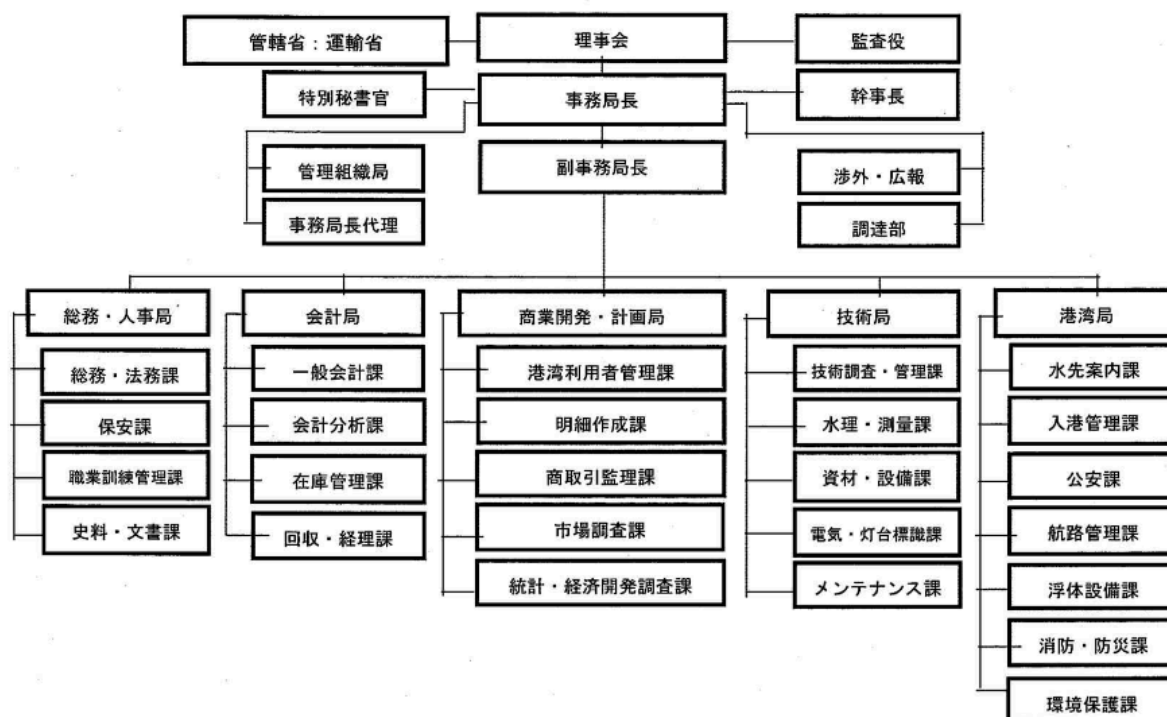 管轄省：運輸省
理事会
監査役
特別秘書官
事務局長
幹事長
管理組織局
副事務局長
渉外・広報
事務局長代理
調達部
総務・人事局
総務・法務課
保安課
職業訓練管理課
史料・文書課
会計局
一般会計課
会計分析課
在庫管理課
回収・経理課
商業開発・計画局
港湾利用者管理課
明細作成課
商取引監理課
市場調査課
統計・経済開発調査課
技術局
技術調査・管理課
水理・測量課
資材・設備課
電気・灯台標識課
メンテナンス課
港湾局
水先案内課
入港管理課
公安課
航路管理課
浮体設備課
消防・防災課
環境保護課